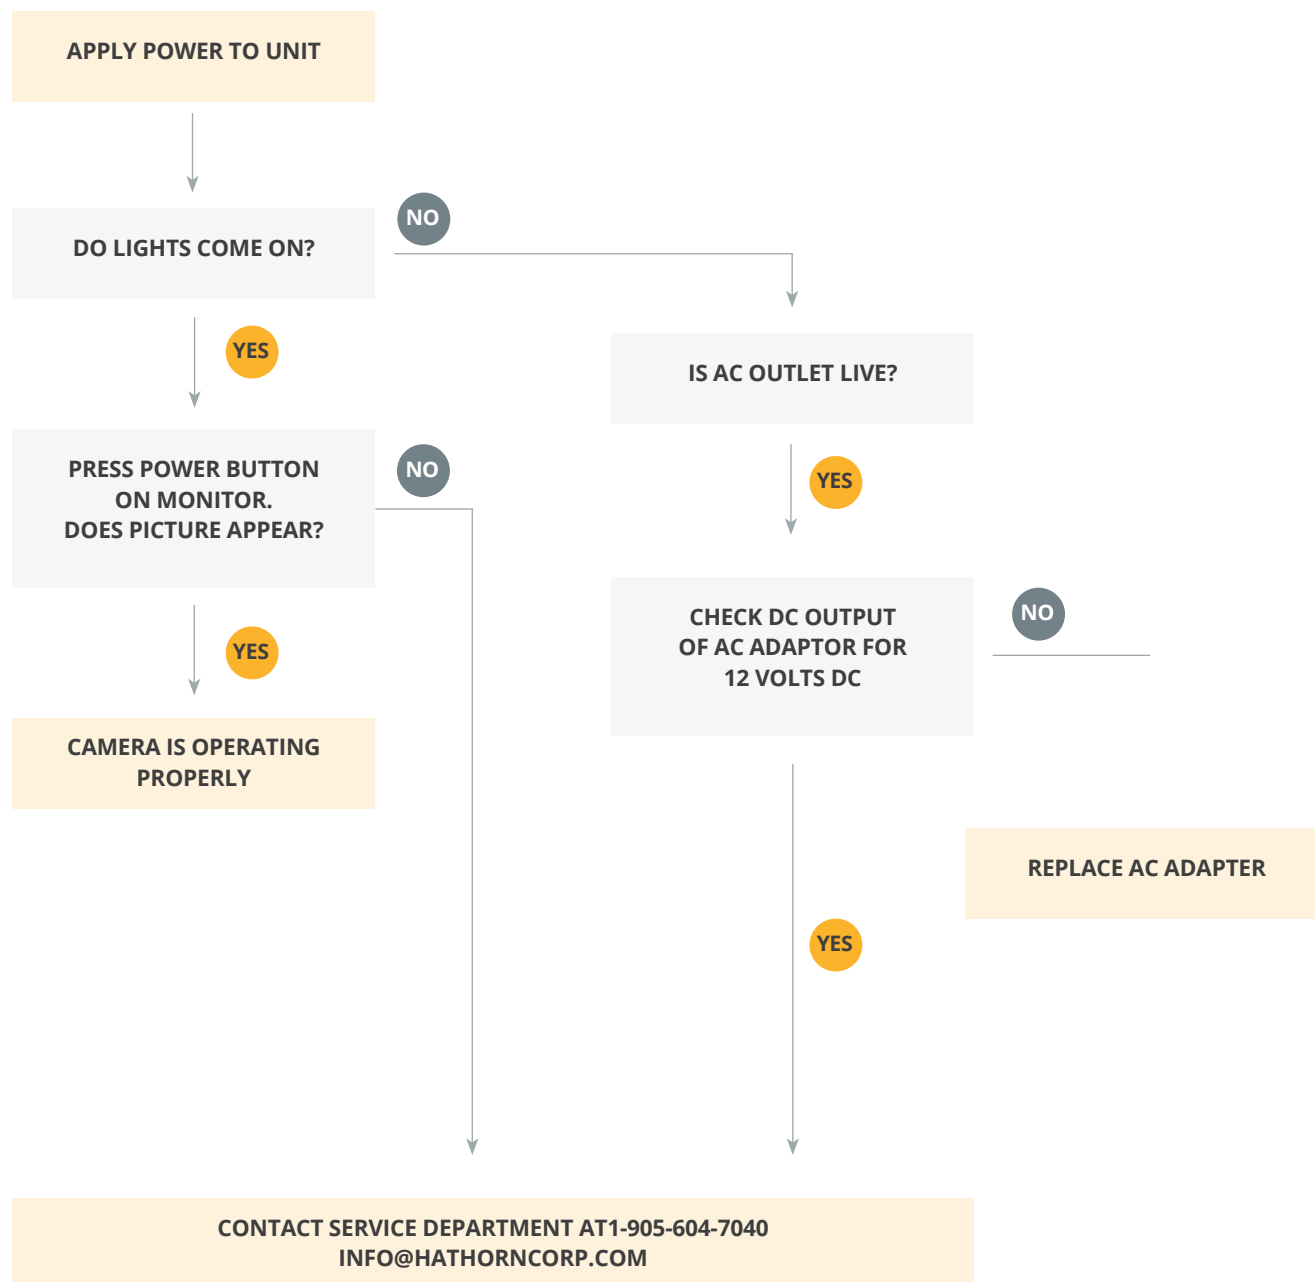 APPLY POWER TO UNIT
NO
DO LIGHTS COME ON?
YES
IS AC OUTLET LIVE?
PRESS POWER BUTTON
ON MONITOR.
DOES PICTURE APPEAR?
NO
YES
CHECK DC OUTPUT
OF AC ADAPTOR FOR
12 VOLTS DC
NO
YES
CAMERA IS OPERATING
PROPERLY
REPLACE AC ADAPTER
YES
CONTACT SERVICE DEPARTMENT AT1-905-604-7040
INFO@HATHORNCORP.COM